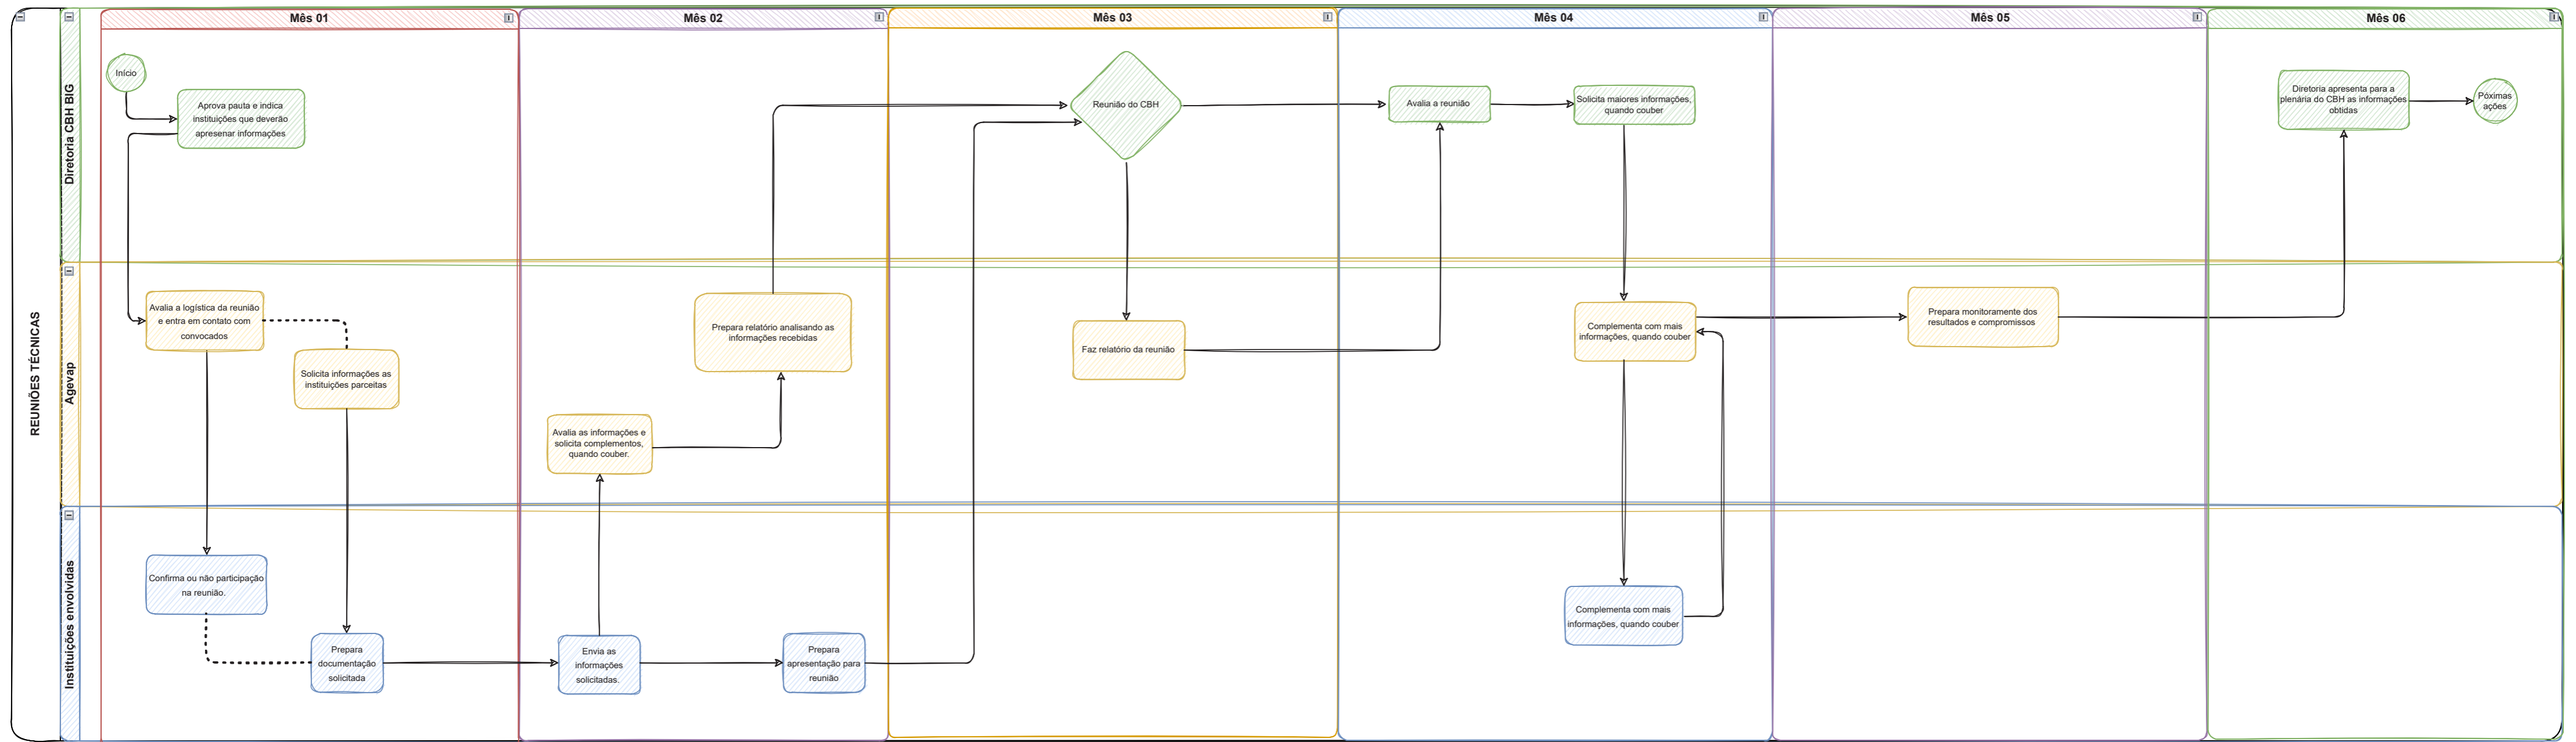 REUNIÕES TÉCNICAS
Mês 01
Mês 02
Mês 03
Mês 04
Mês 05
Mês 06
Diretoria CBH BIG
Início
Aprova pauta e indica
instituições que deverão
apresenar informações
Reunião do CBH
Avalia a reunião
Solicita maiores informações,
quando couber
Diretoria apresenta para a
plenária do CBH as informações
obtidas
Póximas
ações
Agevap
Avalia a logística da reunião
e entra em contato com
convocados
Solicita informações as
instituições parceitas
Avalia as informações e
solicita complementos,
quando couber.
Prepara relatório analisando as
informações recebidas
Faz relatório da reunião
Complementa com mais
informações, quando couber
Prepara monitoramente dos
resultados e compromissos
Instituições envolvidas
Confirma ou não participação
na reunião.
Prepara
documentação
solicitada
Envia as
informações
solicitadas.
Prepara
apresentação para
reunião
Complementa com mais
informações, quando couber